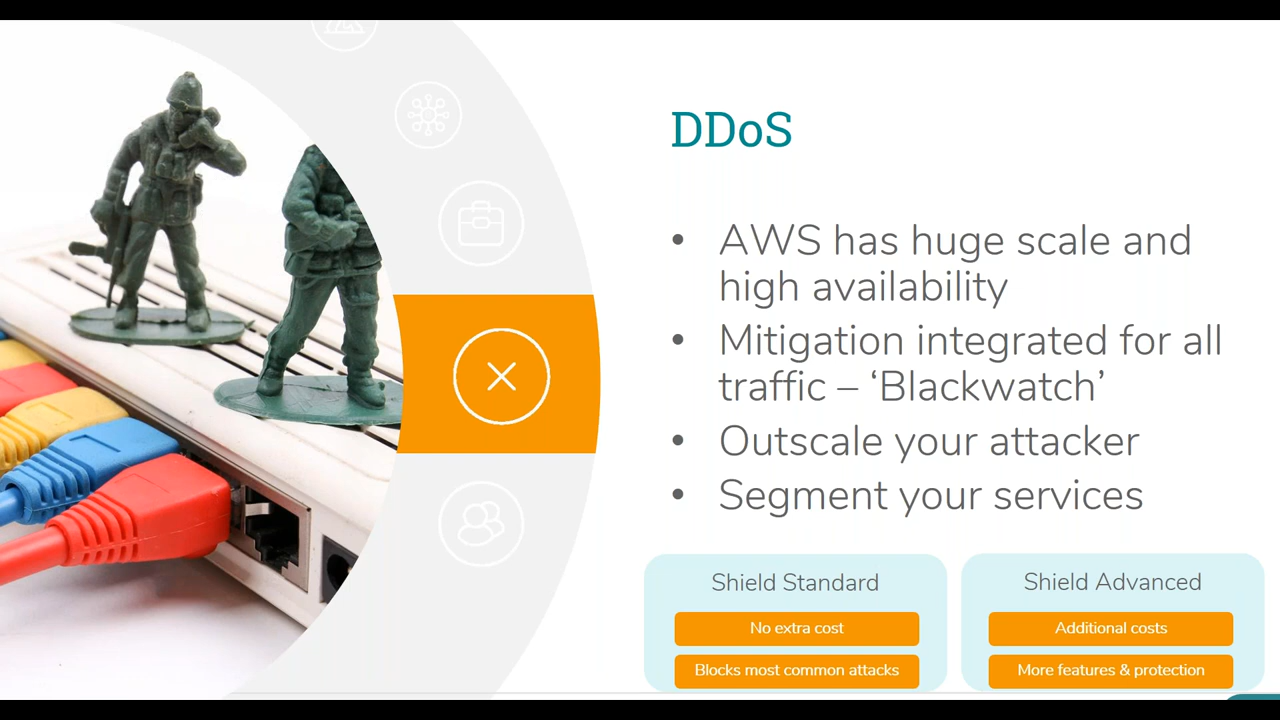 DDoS
• AWS has huge scale and
high availability
• Mitigation integrated for all
traffic – ‘Blackwatch’
• Outscale your attacker
• Segment your services
Shield Standard
No extra cost
Blocks most common attacks
Shield Advanced
Additional costs
More features & protection